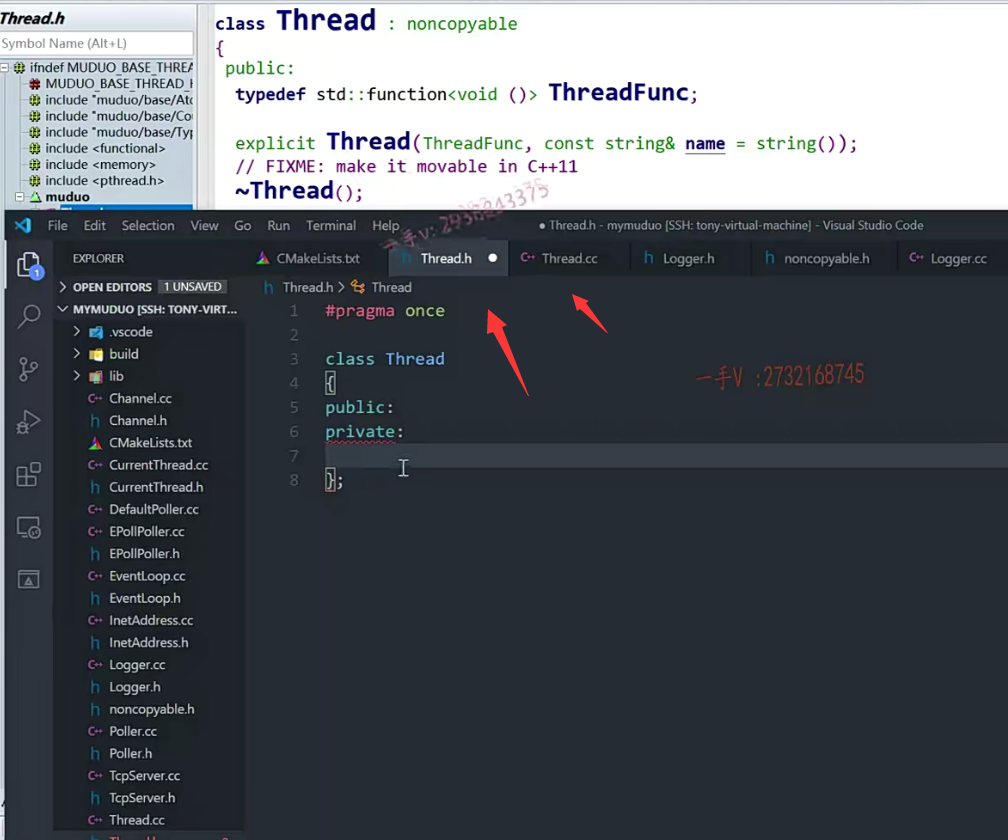 Thread.h
Symbol Name (Alt+L)
ifndef MUDUO_BASE_THREA
MUDUO_BASE_THREAD_H
include "muduo/base/Ato
include "muduo/base/Cou
include "muduo/base/Typ
include <functional>
include <memory>
include <pthread.h>
muduo
class Thread : noncopyable
{
public:
typedef std::function<void ()> ThreadFunc;
explicit Thread(ThreadFunc, const string& name = string());
// FIXME: make it movable in C++11
~Thread();
一手v: 2938243375
File Edit Selection View Go Run Terminal Help
● Thread.h - mymuduo [SSH: tony-virtual-machine] - Visual Studio Code
EXPLORER
CMakeLists.txt
Thread.h
Thread.cc
Logger.h
noncopyable.h
Logger.cc
1
OPEN EDITORS 1 UNSAVED
MYMUDUO [SSH: TONY-VIRT...
.vscode
build
lib
Channel.cc
Channel.h
CMakeLists.txt
CurrentThread.cc
CurrentThread.h
DefaultPoller.cc
EPollPoller.cc
EPollPoller.h
EventLoop.cc
EventLoop.h
InetAddress.cc
InetAddress.h
Logger.cc
Logger.h
noncopyable.h
Poller.cc
Poller.h
TcpServer.cc
TcpServer.h
Thread.cc
Thread.h > Thread
1 #pragma once
2
3 class Thread
4 {
5 public:
6 private:
7
8 };
一手V :2732168745